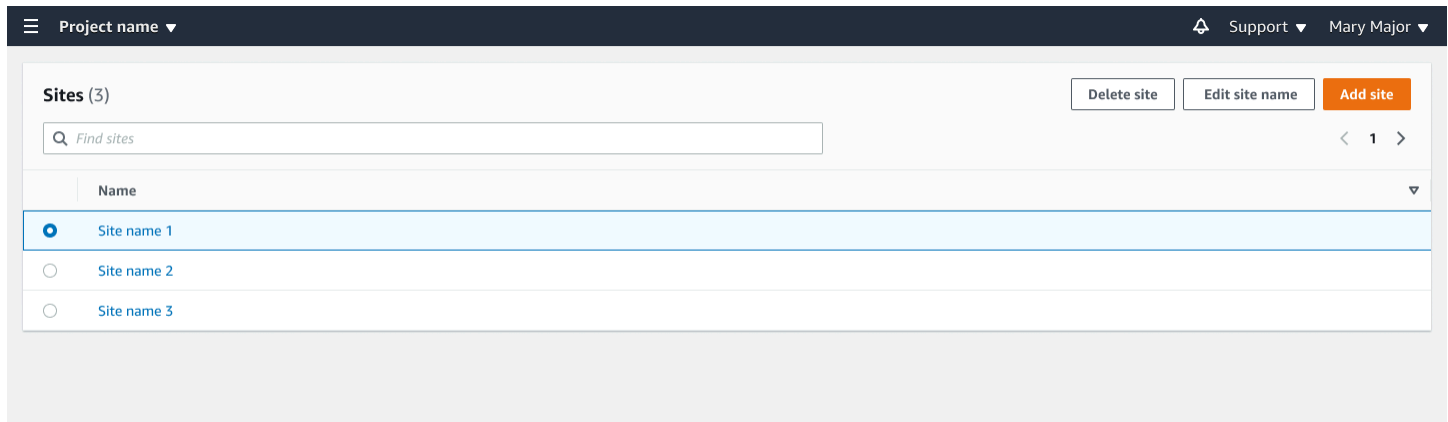 Project name Support Mary Major
Sites (3) Delete site Edit site name Add site
Find sites 1
Name
Site name 1
Site name 2
Site name 3